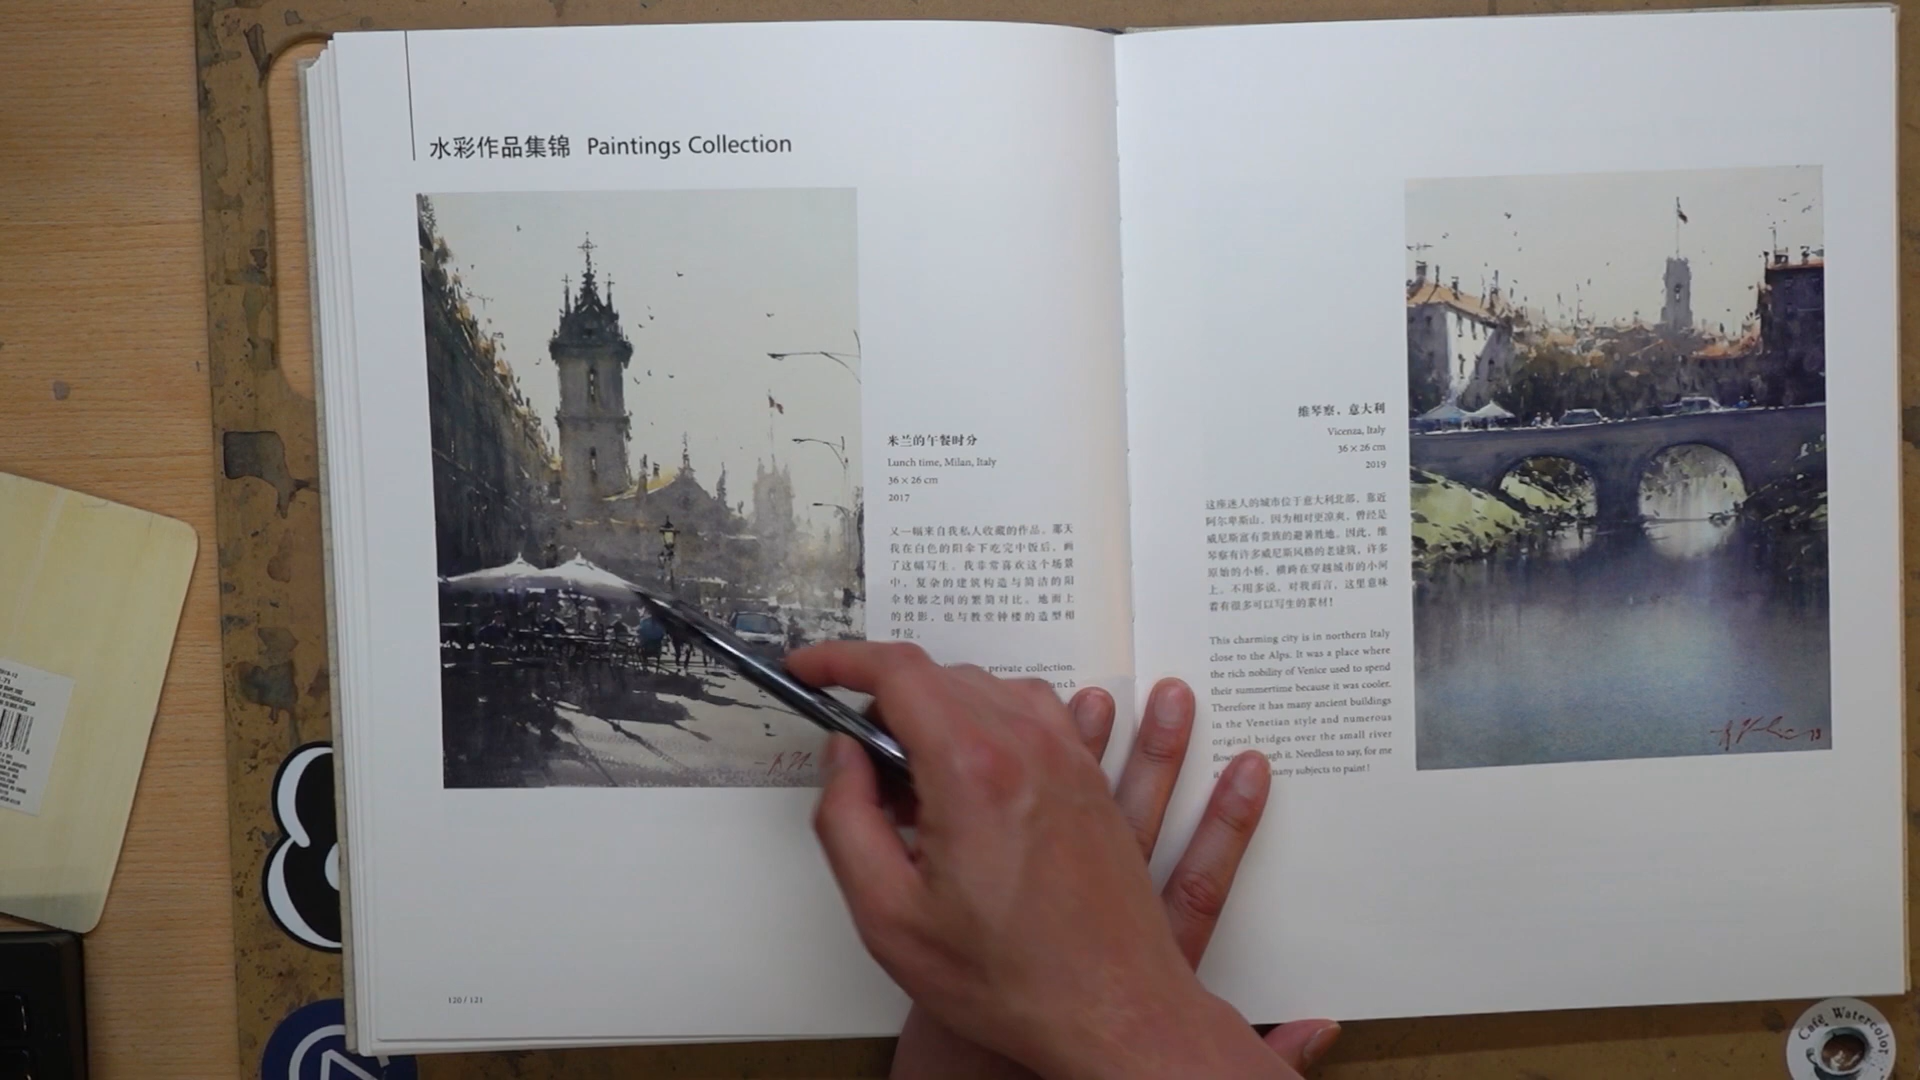 水彩作品集锦 Paintings Collection
米兰的午餐时分
Lunch time, Milan, Italy
36 × 26 cm
2017
又一幅来自我私人收藏的作品。那天
我在白色的阳伞下吃完中饭后，画
了这幅写生。我非常喜欢这个场景
中，复杂的建筑构造与简洁的阳
伞轮廓之间的繁简对比。地面上
的投影，也与教堂钟楼的造型相
呼应。
private collection.
120 / 121
维琴察，意大利
Vicenza, Italy
36 × 26 cm
2019
这座迷人的城市位于意大利北部，靠近
阿尔卑斯山。因为相对更凉爽，曾经是
威尼斯富有贵族的避暑胜地。因此，维
琴察有许多威尼斯风格的老建筑，许多
原始的小桥，横跨在穿越城市的小河
上。不用多说，对我而言，这里意味
着有很多可以写生的素材！
This charming city is in northern Italy
close to the Alps. It was a place where
the rich nobility of Venice used to spend
their summertime because it was cooler.
Therefore it has many ancient buildings
in the Venetian style and numerous
original bridges over the small river
it. Needless to say, for me
many subjects to paint!
Café Watercolor